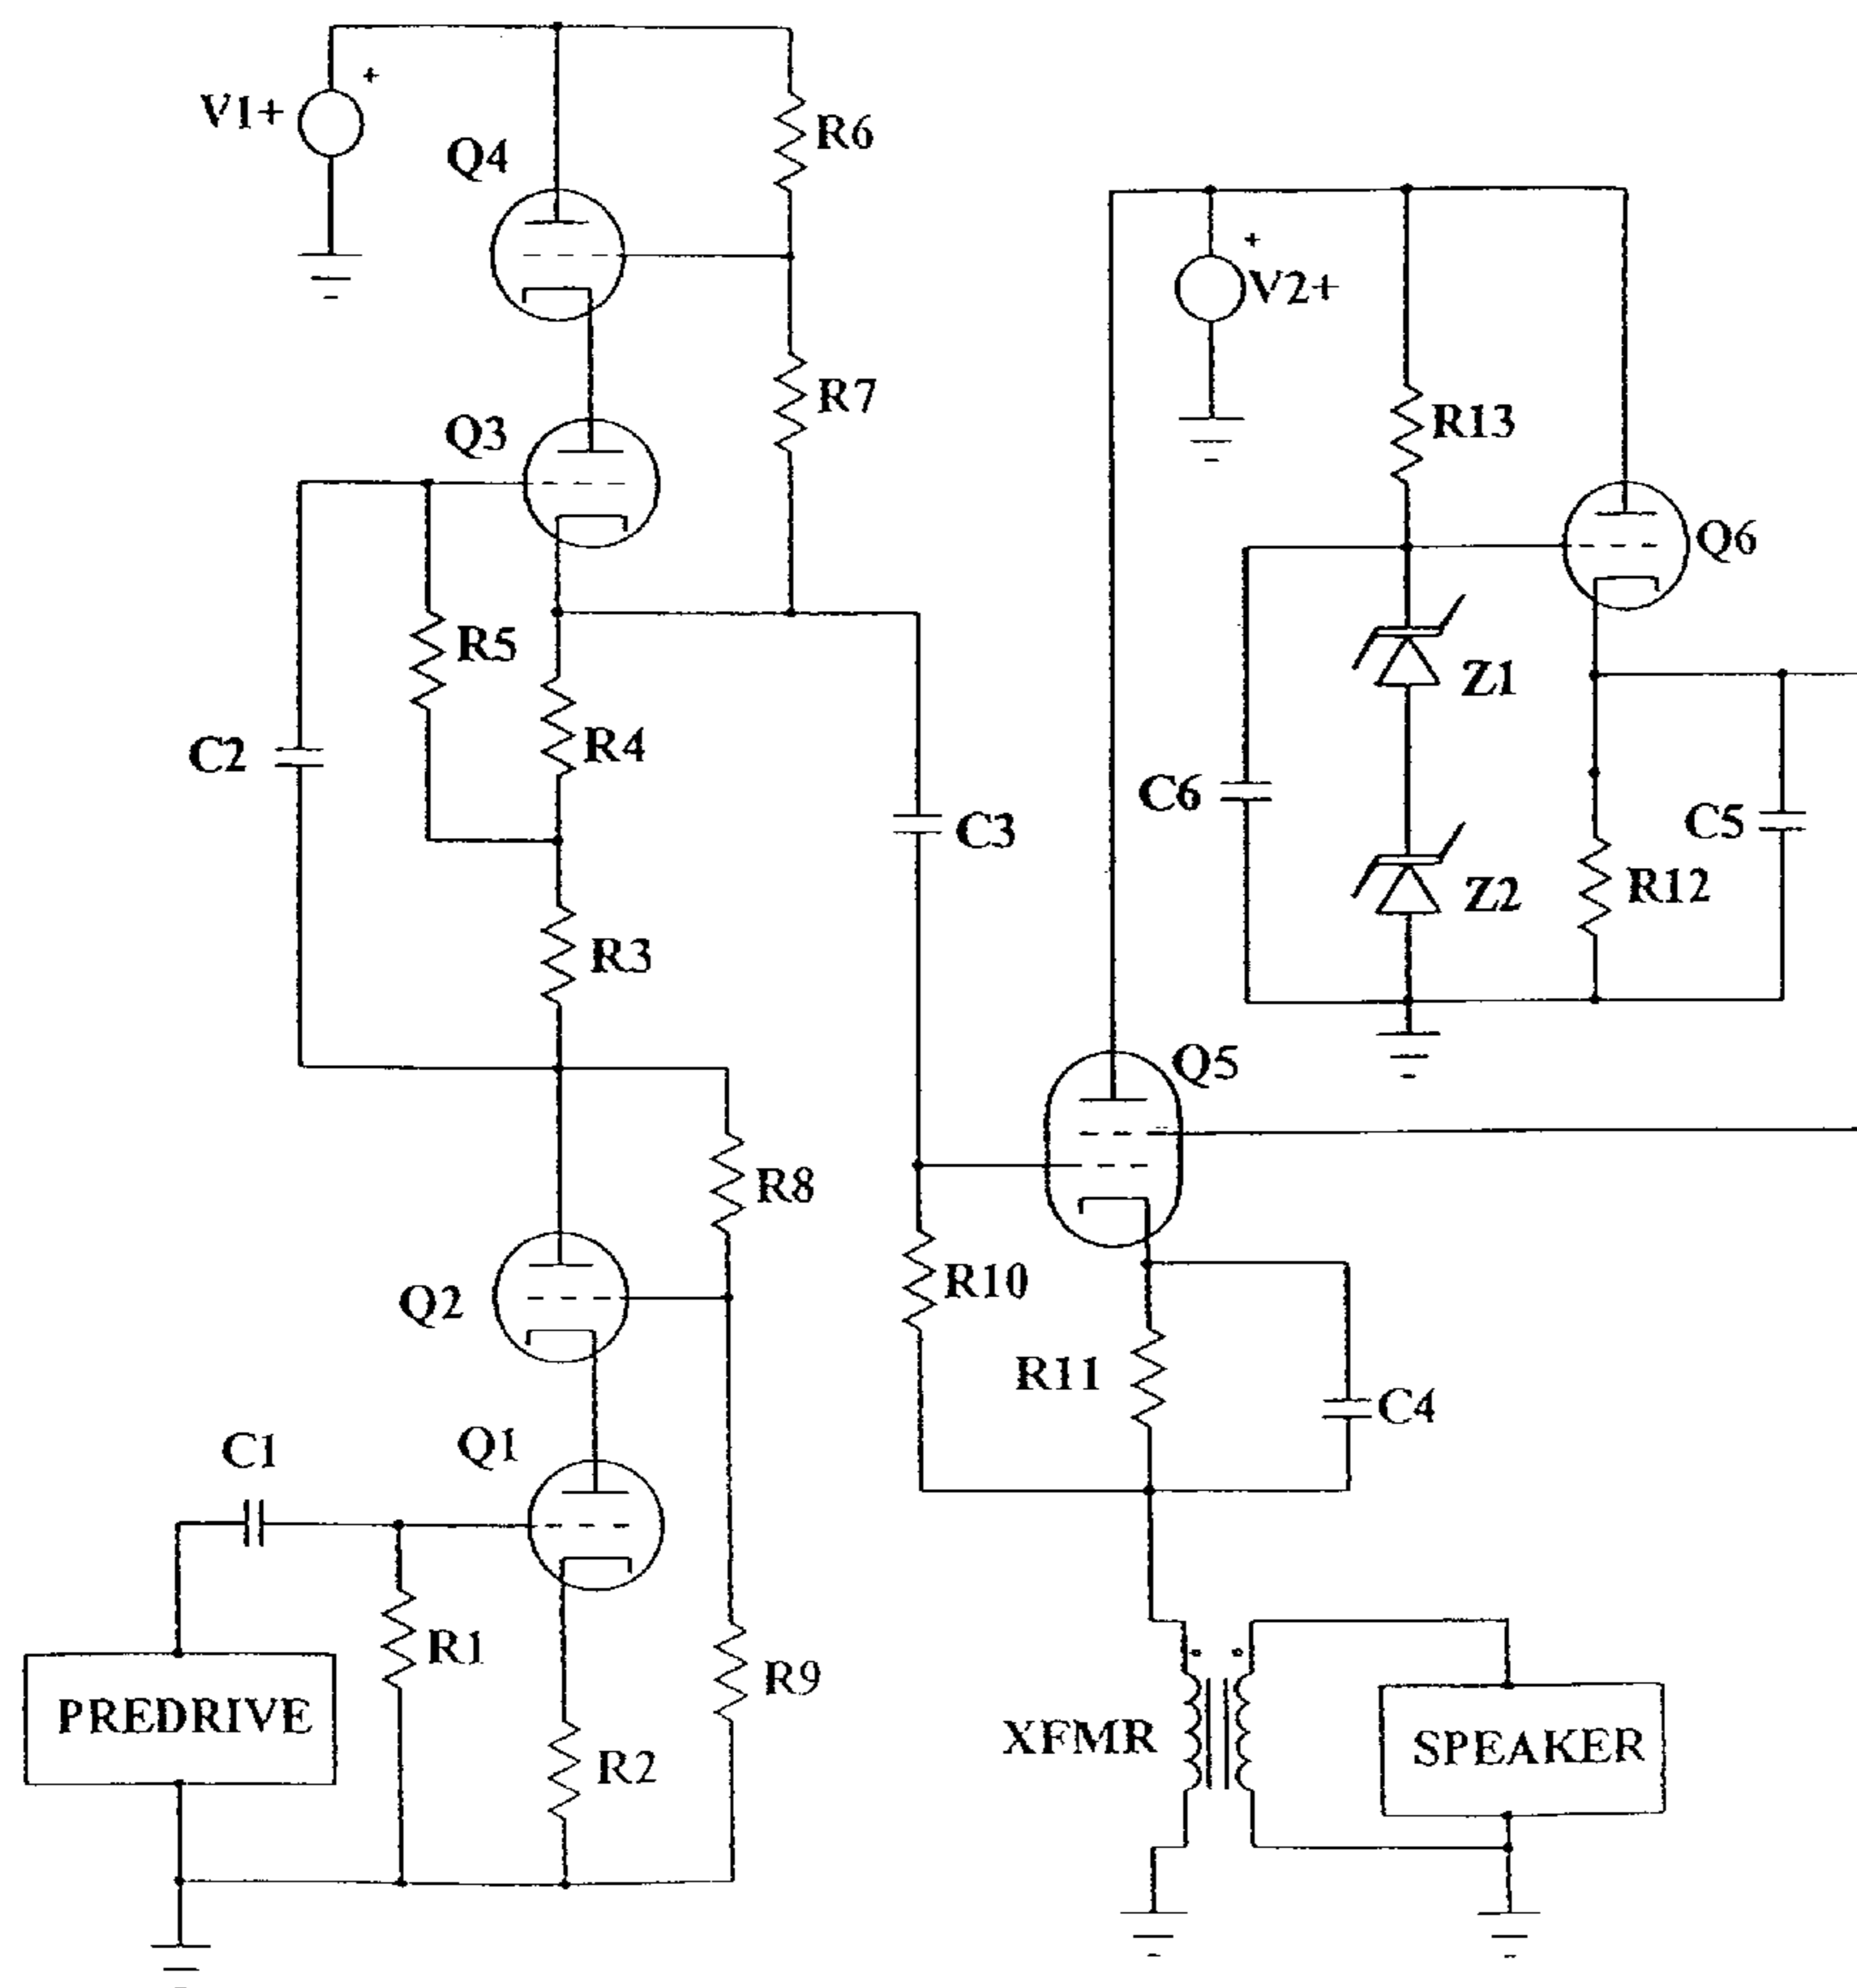 V1+
+
Q4
R6
+
V2+
Q3
R7
R13
Q6
R5
Z1
C2
R4
C6
C3
C5
R12
Z2
R3
Q5
R8
R10
Q2
R11
C4
C1
Q1
R1
R9
PREDRIVE
R2
XFMR
SPEAKER